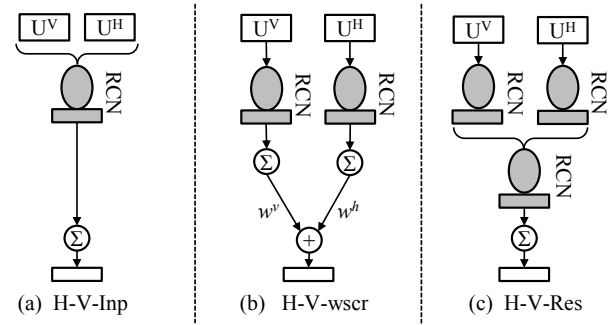 U^V U^H
RCN
Σ
(a) H-V-Inp
U^V U^H
RCN RCN
Σ Σ
w^v w^h
+
(b) H-V-wscr
U^V U^H
RCN RCN
RCN
Σ
(c) H-V-Res